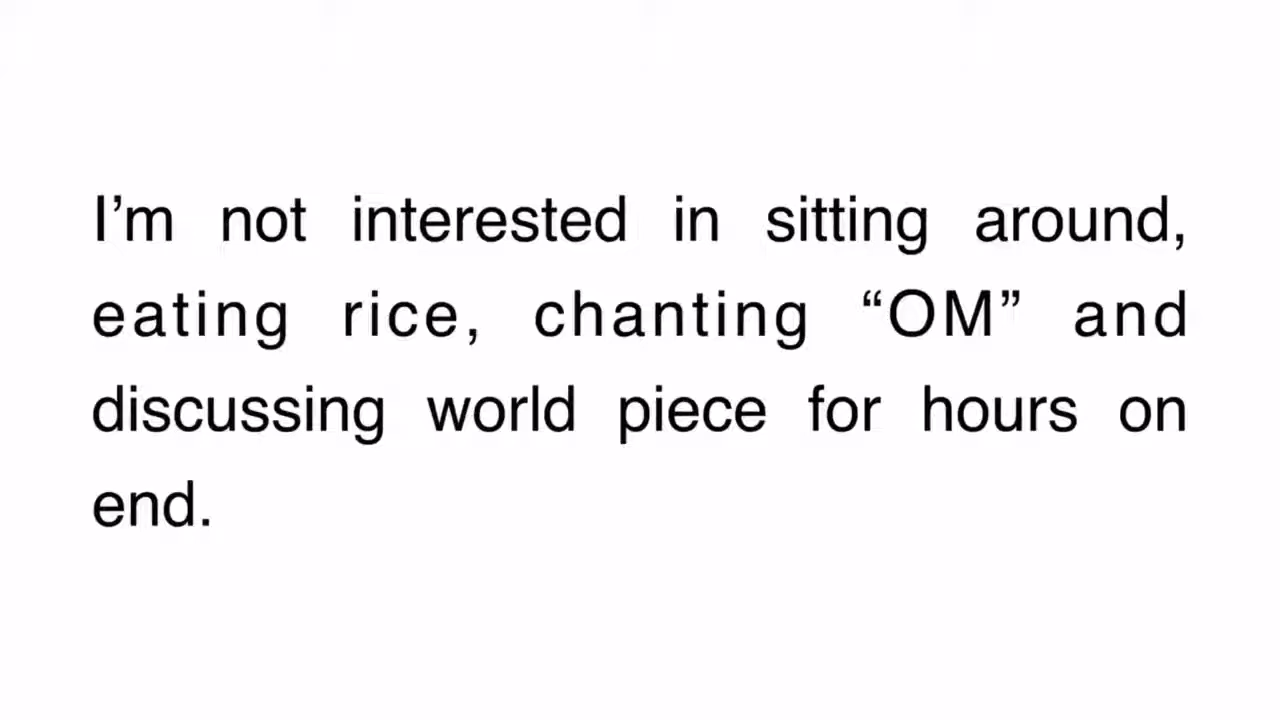 I’m not interested in sitting around,
eating rice, chanting “OM” and
discussing world piece for hours on
end.